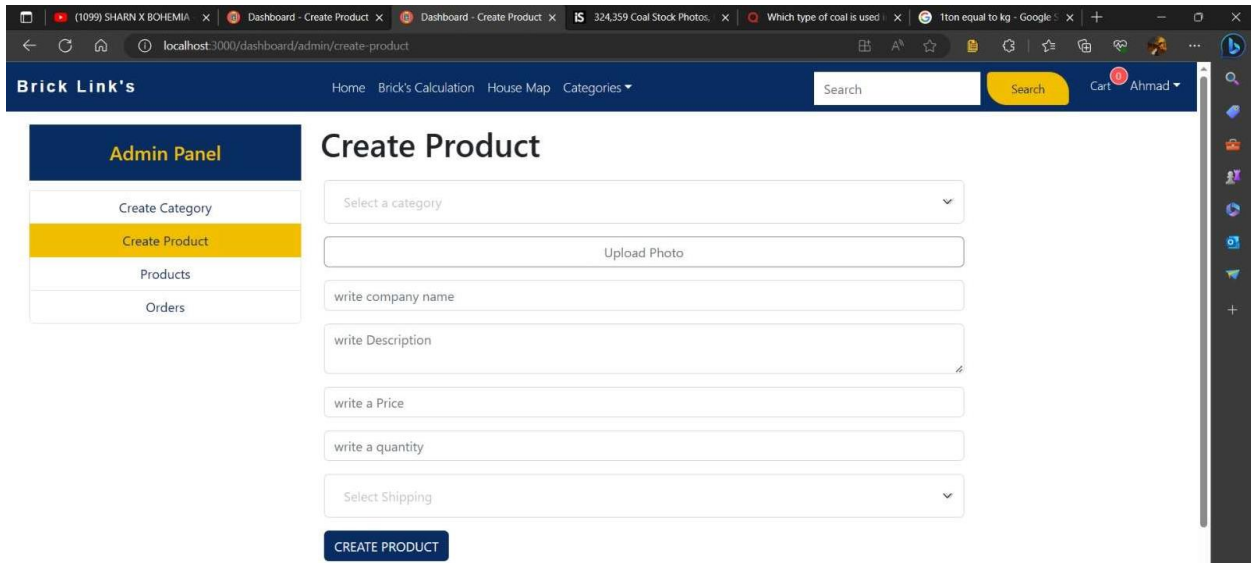 (1099) SHARN X BOHEMIA
Dashboard - Create Product
Dashboard - Create Product
iS 324,359 Coal Stock Photos,
Which type of coal is used i
1ton equal to kg - Google S
localhost:3000/dashboard/admin/create-product
Brick Link's
Home Brick's Calculation House Map Categories
Search
Search
Cart 0
Ahmad
Admin Panel
Create Category
Create Product
Products
Orders
Create Product
Select a category
Upload Photo
write company name
write Description
write a Price
write a quantity
Select Shipping
CREATE PRODUCT